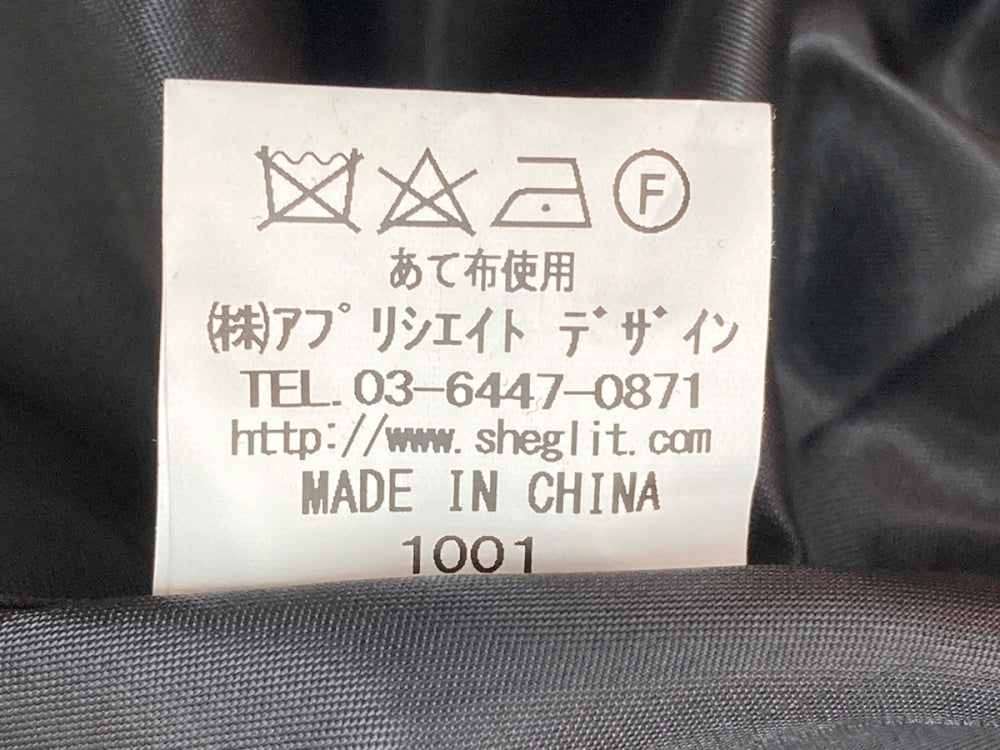 F
あて布使用
(株)アプリシエイト デザイン
TEL.03-6447-0871
http://www.sheglit.com
MADE IN CHINA
1001